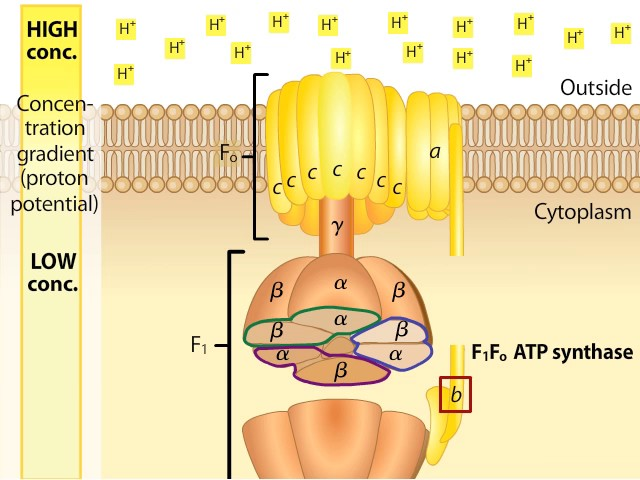 HIGH
conc.
H+ H+ H+ H+ H+ H+ H+ H+
H+ H+ H+ H+ H+
H+ H+ H+ H+
Outside
Concen-
tration
gradient
(proton
potential)
Fo
a
c c c c c c c
Cytoplasm
γ
LOW
conc.
β α β
F1
β α β
α β α
F1Fo ATP synthase
b